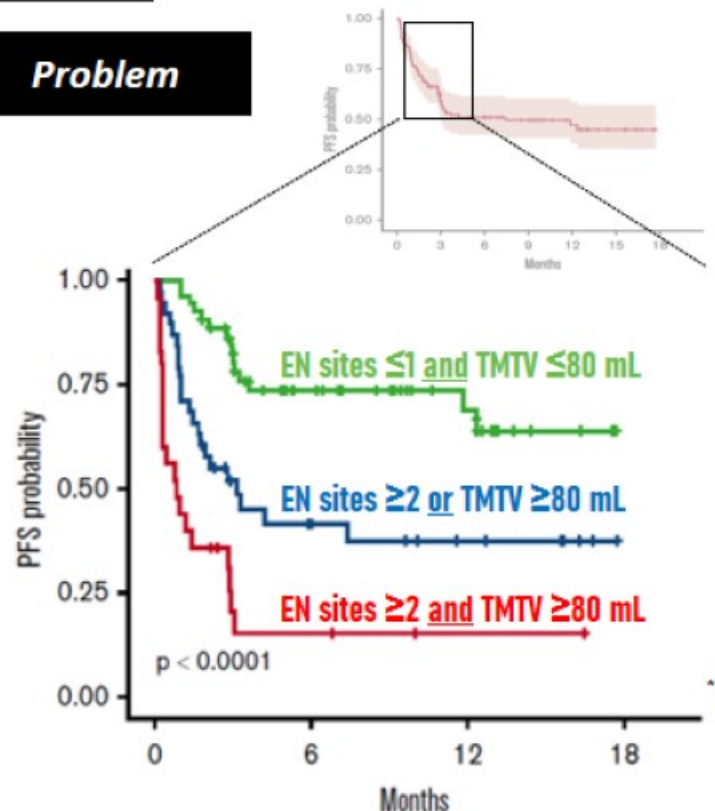 Problem
1.00
0.75
0.50
0.25
0.00
PFS probability
0 3 6 9 12 15 18
Months
1.00
0.75
0.50
0.25
0.00
PFS probability
EN sites ≤1 and TMTV ≤80 mL
EN sites ≥2 or TMTV ≥80 mL
EN sites ≥2 and TMTV ≥80 mL
p < 0.0001
0 6 12 18
Months